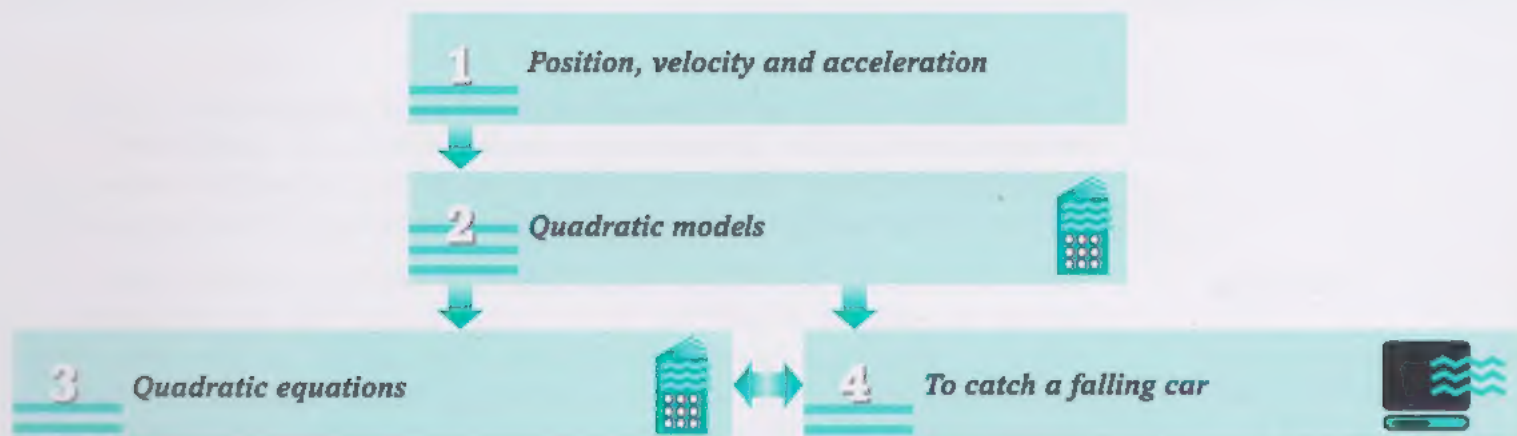 1 Position, velocity and acceleration
2 Quadratic models
3 Quadratic equations
4 To catch a falling car